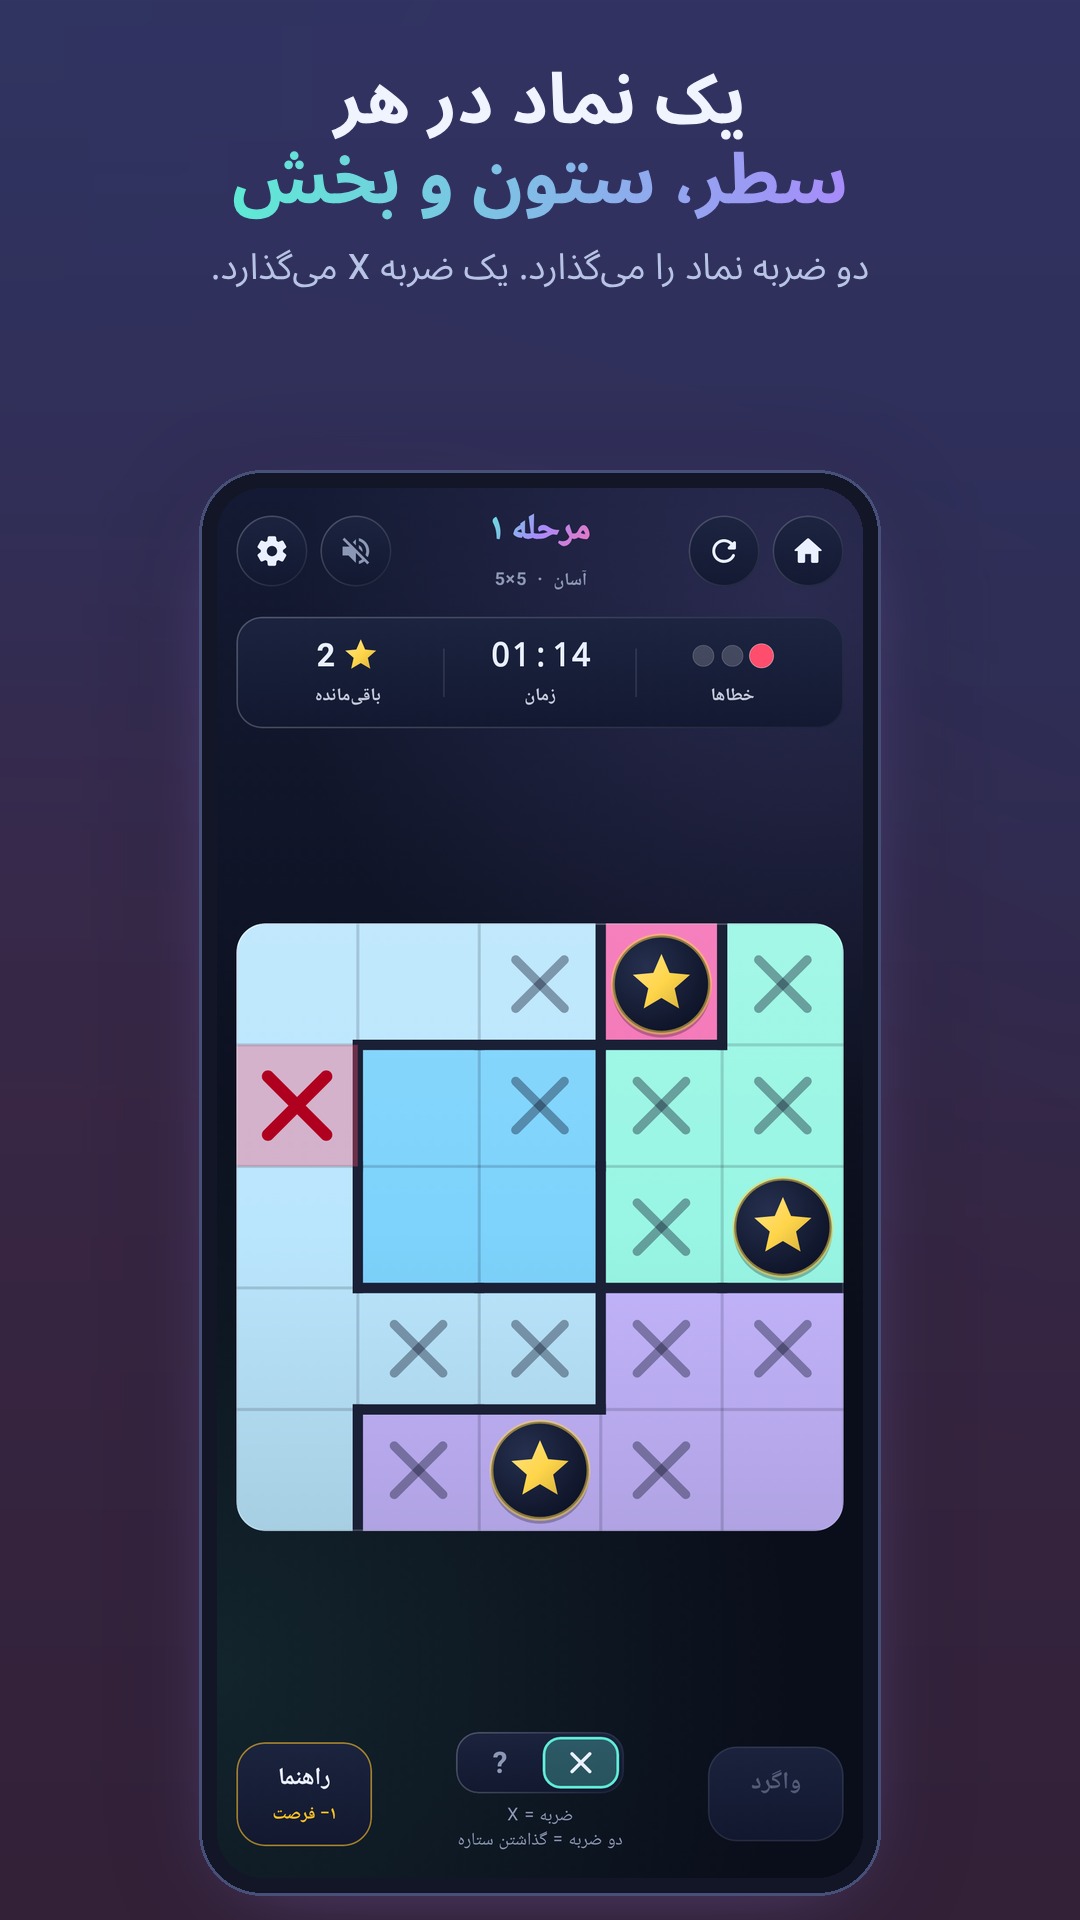 یک نماد در هر
سطر، ستون و بخش
دو ضربه نماد را می‌گذارد. یک ضربه X می‌گذارد.
مرحله ۱
آسان · 5×5
2
01:14
خطاها
زمان
باقی‌مانده
راهنما
−۱ فرصت
?
ضربه = X
دو ضربه = گذاشتن ستاره
واگرد